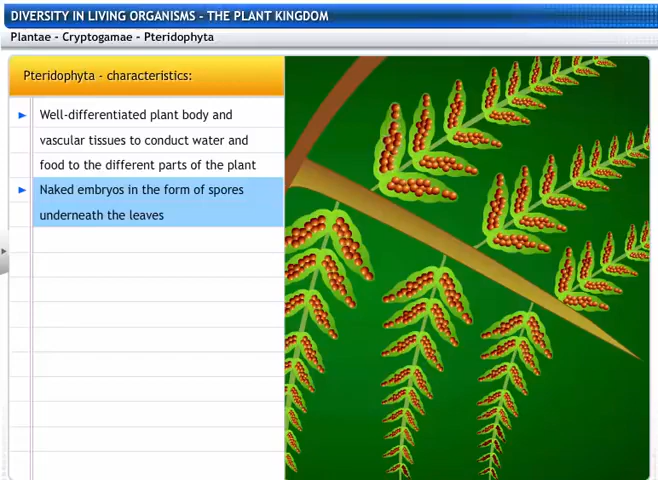 DIVERSITY IN LIVING ORGANISMS - THE PLANT KINGDOM
Plantae - Cryptogamae - Pteridophyta
Pteridophyta - characteristics:
Well-differentiated plant body and
vascular tissues to conduct water and
food to the different parts of the plant
Naked embryos in the form of spores
underneath the leaves